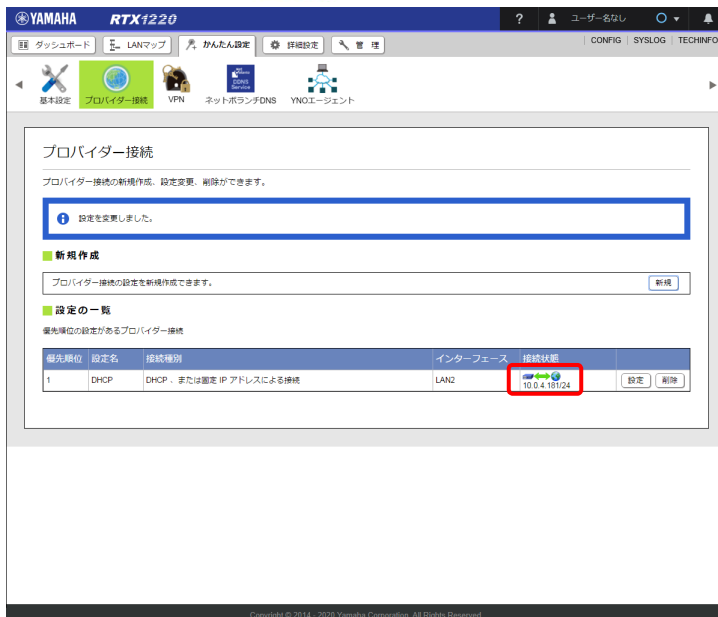 YAMAHA RTX1220 ? ユーザー名なし
ダッシュボード LANマップ かんたん設定 詳細設定 管 理 CONFIG SYSLOG TECHINFO
基本設定 プロバイダー接続 VPN ネットボランチDNS YNOエージェント
プロバイダー接続
プロバイダー接続の新規作成、設定変更、削除ができます。
設定を変更しました。
新規作成
プロバイダー接続の設定を新規作成できます。 新規
設定の一覧
優先順位の設定があるプロバイダー接続
優先順位 設定名 接続種別 インターフェース 接続状態
1 DHCP DHCP 、または固定 IP アドレスによる接続 LAN2 10.0.4.181/24 設定 削除
Copyright © 2014 - 2020 Yamaha Corporation. All Rights Reserved.